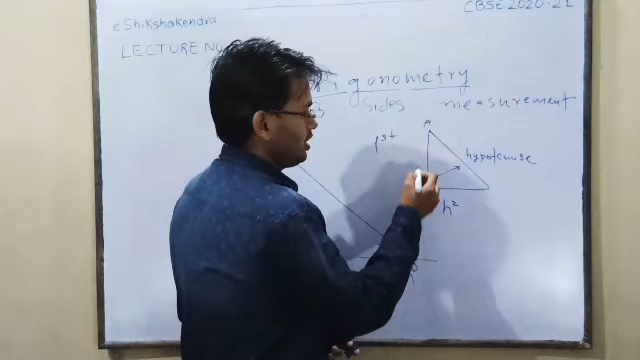 eShikshakendra
CBSE 2020-21
LECTURE No
Trigonometry
sides measurement
A
1st
hypotenuse
h²